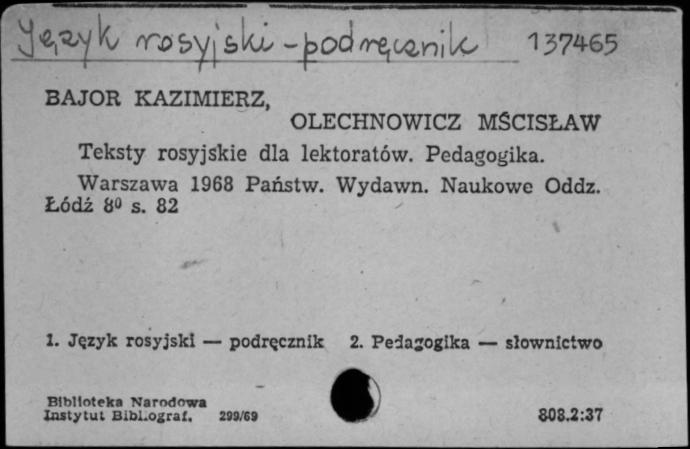 Język rosyjski - podręcznik 137465
BAJOR KAZIMIERZ,
OLECHNOWICZ MŚCISŁAW
Teksty rosyjskie dla lektoratów. Pedagogika.
Warszawa 1968 Państw. Wydawn. Naukowe Oddz.
Łódź 8º s. 82
1. Język rosyjski — podręcznik 2. Pedagogika — słownictwo
Biblioteka Narodowa
Instytut Bibliograf. 299/69 808.2:37